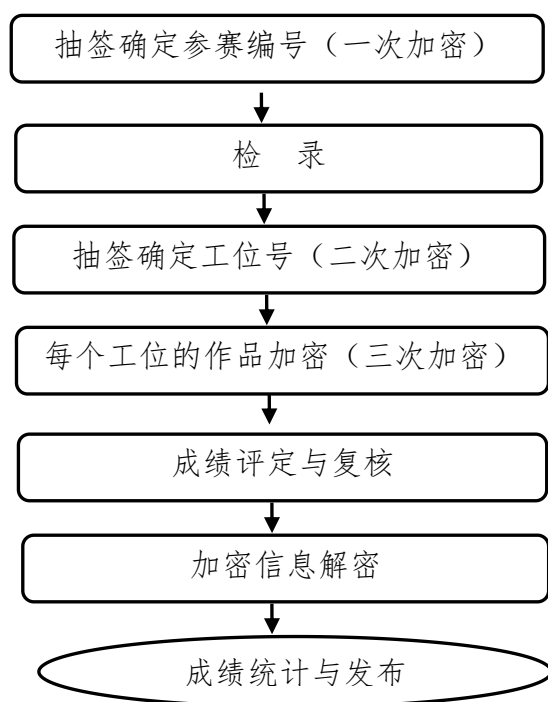 抽签确定参赛编号（一次加密）
检　录
抽签确定工位号（二次加密）
每个工位的作品加密（三次加密）
成绩评定与复核
加密信息解密
成绩统计与发布